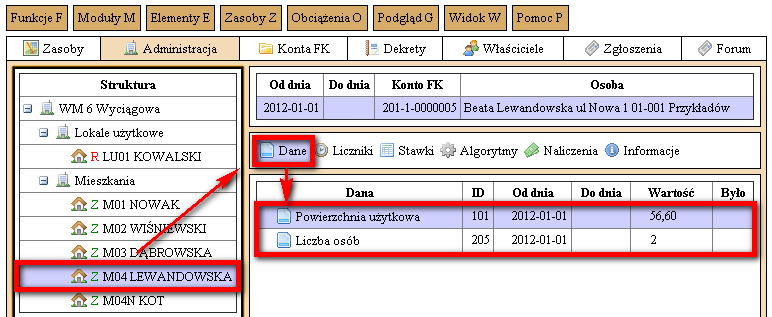 Funkcje F Moduły M Elementy E Zasoby Z Obciążenia O Podgląd G Widok W Pomoc P
Zasoby Administracja Konta FK Dekrety Właściciele Zgłoszenia Forum
Struktura
WM 6 Wyciągowa
Lokale użytkowe
R LU01 KOWALSKI
Mieszkania
Z M01 NOWAK
Z M02 WIŚNIEWSKI
Z M03 DĄBROWSKA
Z M04 LEWANDOWSKA
Z M04N KOT
Od dnia Do dnia Konto FK Osoba
2012-01-01 201-1-0000005 Beata Lewandowska ul Nowa 1 01-001 Przykładów
Dane Liczniki Stawki Algorytmy Naliczenia Informacje
Dana ID Od dnia Do dnia Wartość Było
Powierzchnia użytkowa 101 2012-01-01 56,60
Liczba osób 205 2012-01-01 2